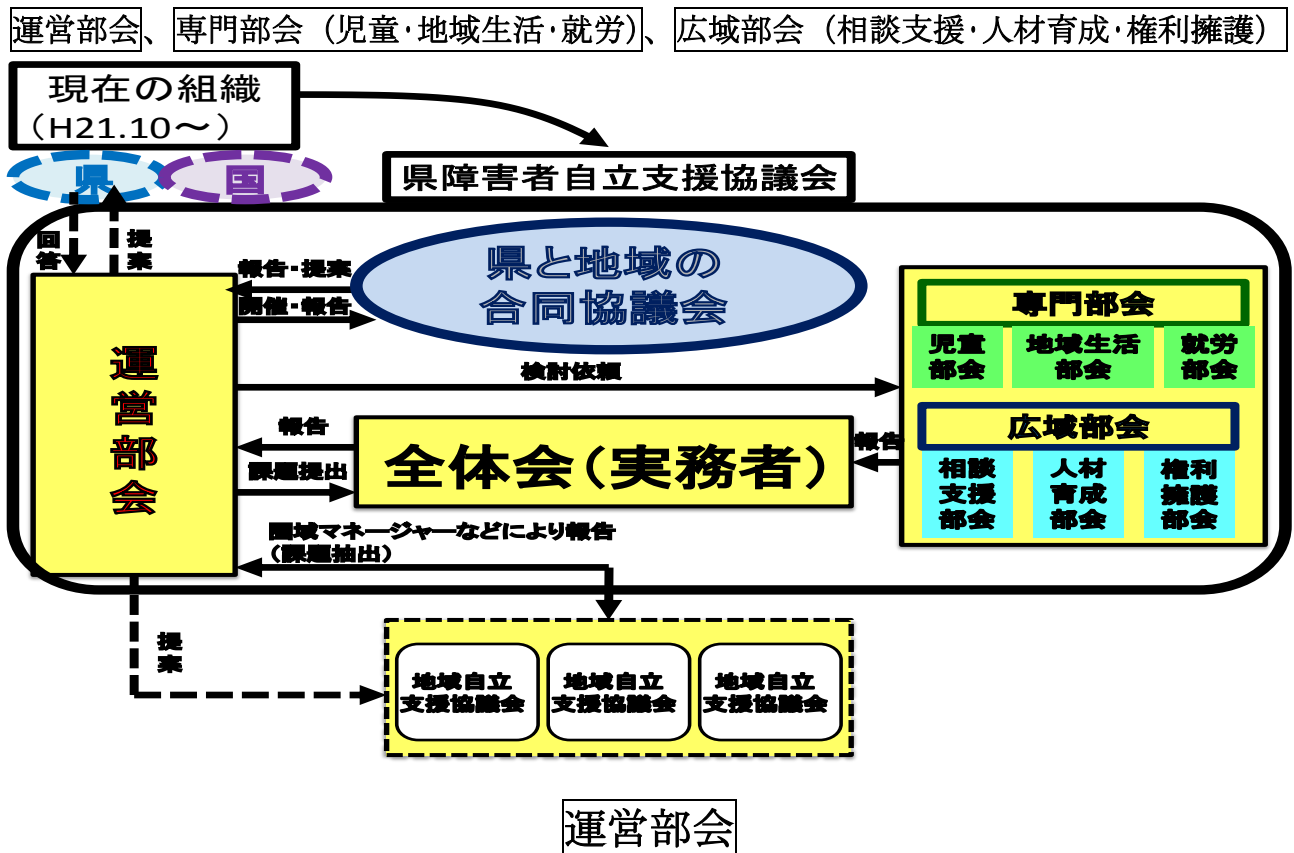 運営部会、専門部会（児童･地域生活･就労）、広域部会（相談支援･人材育成･権利擁護）
現在の組織
（H21.10～）
県
国
県障害者自立支援協議会
回答
提案
県と地域の
合同協議会
報告・提案
開催・報告
運営部会
検討依頼
報告
課題提出
全体会（実務者）
報告
専門部会
児童
部会
地域生活
部会
就労
部会
広域部会
相談
支援
部会
人材
育成
部会
権利
擁護
部会
圏域マネージャーなどにより報告
（課題抽出）
提案
地域自立
支援協議会
地域自立
支援協議会
地域自立
支援協議会
運営部会